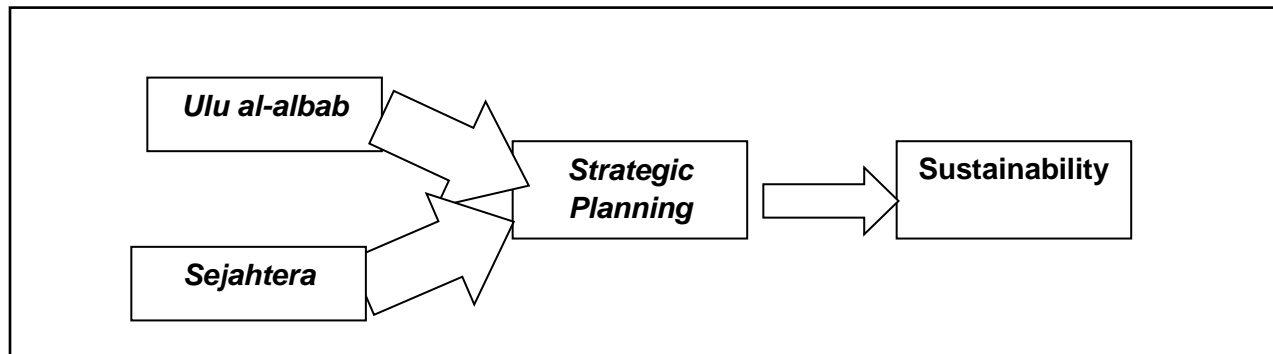 Ulu al-albab
Strategic
Planning
Sustainability
Sejahtera